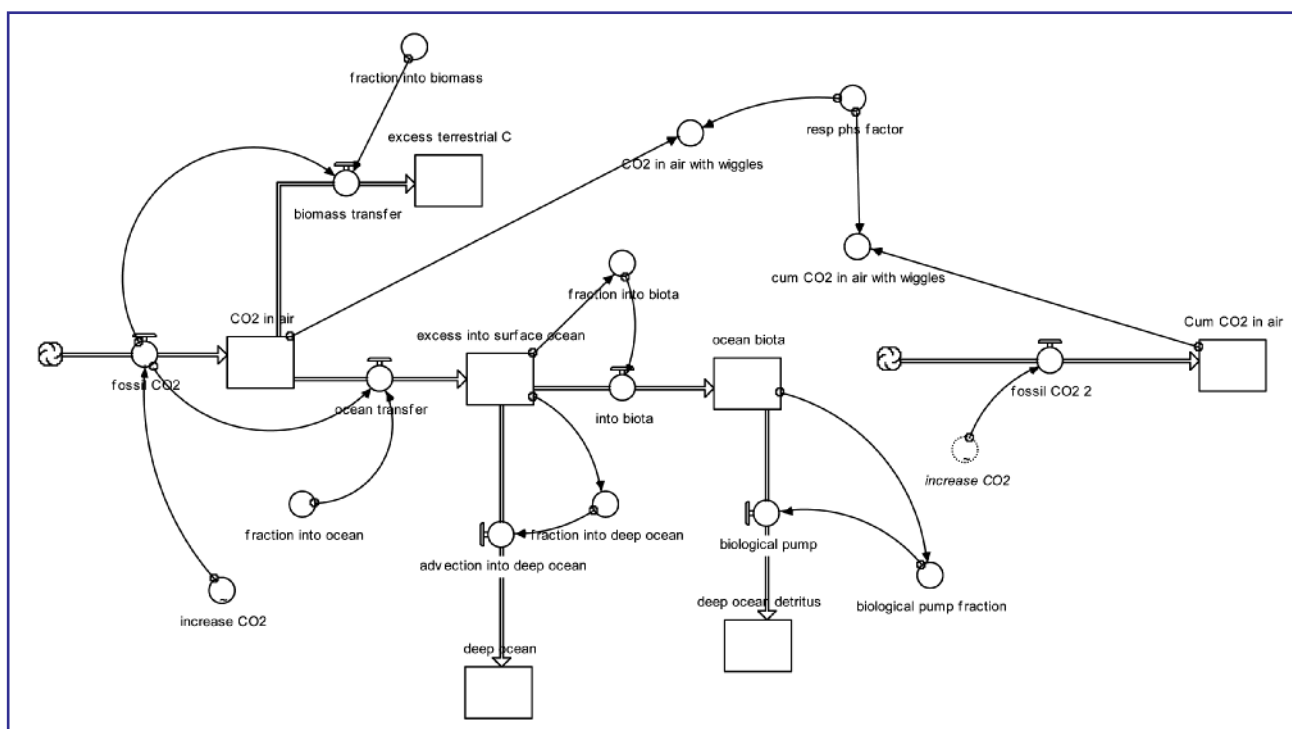 fraction into biomass
excess terrestrial C
resp phs factor
CO2 in air with wiggles
biomass transfer
cum CO2 in air with wiggles
fraction into biota
CO2 in air
excess into surface ocean
ocean biota
Cum CO2 in air
fossil CO2
ocean transfer
into biota
fossil CO2 2
increase CO2
fraction into ocean
fraction into deep ocean
biological pump
advection into deep ocean
biological pump fraction
deep ocean detritus
increase CO2
deep ocean